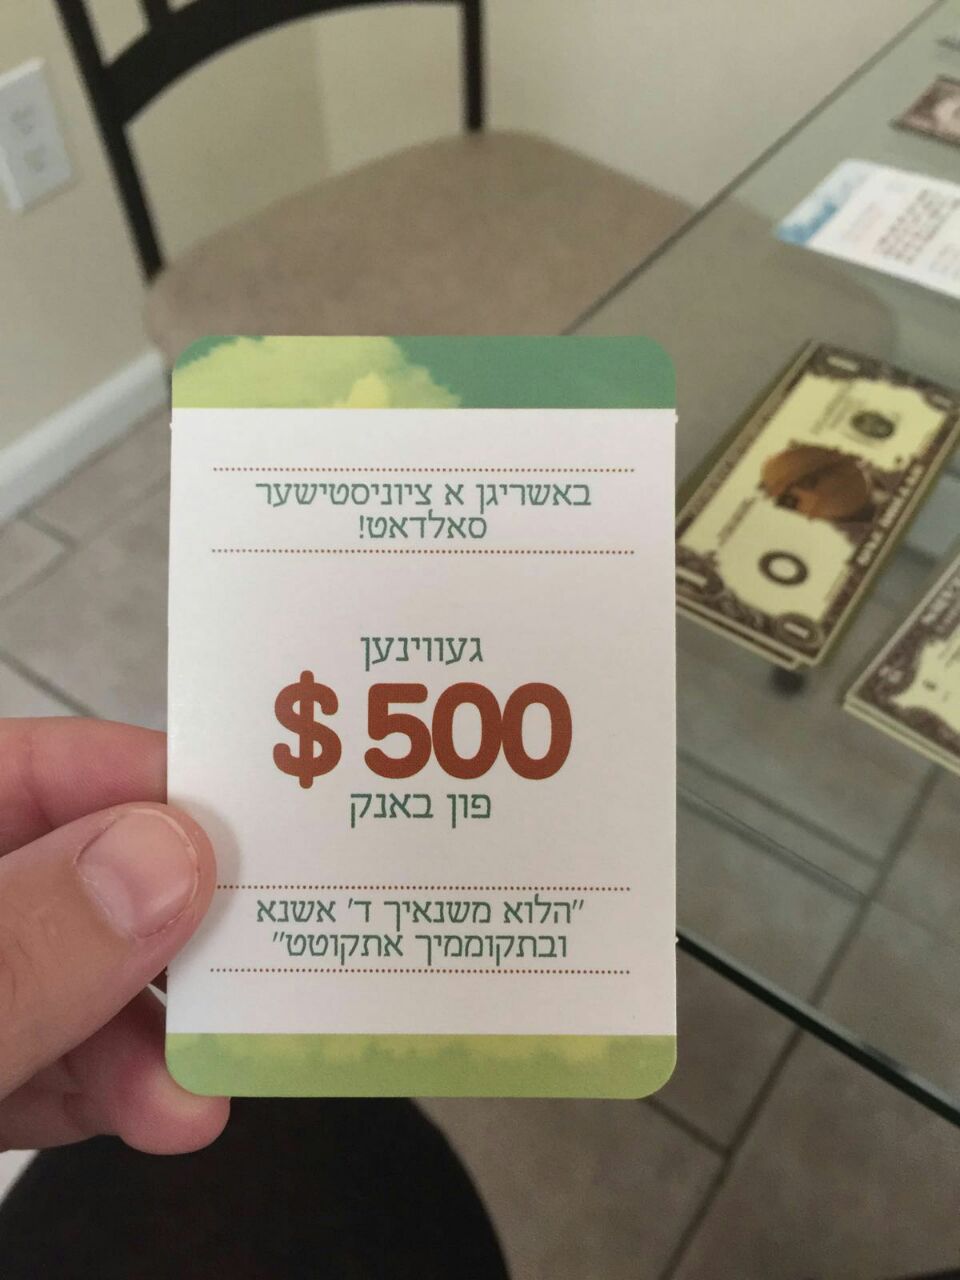 באשריגן א ציוניסטישער
סאלדאט!
געווינען
$500
פון באנק
"הלוא משנאיך ד' אשנא
ובתקוממיך אתקוטט"